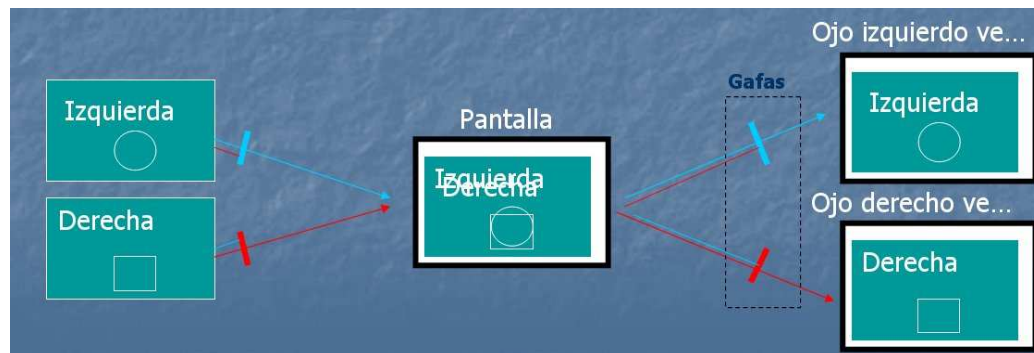 Izquierda
Derecha
Pantalla
Izquierda
Derecha
Gafas
Ojo izquierdo ve...
Izquierda
Ojo derecho ve...
Derecha